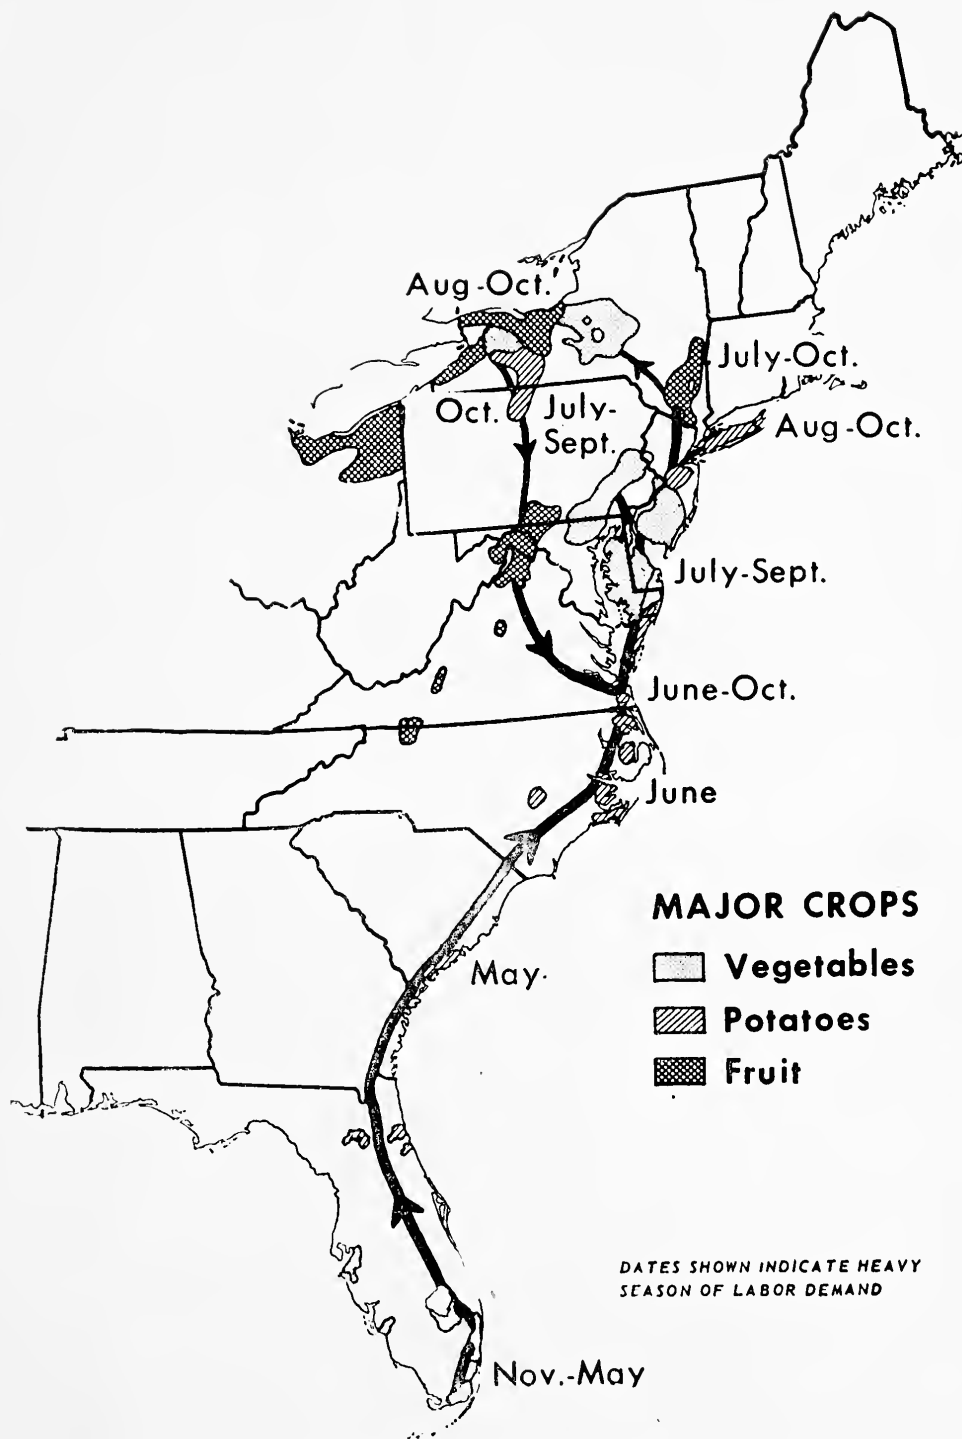 Aug-Oct.
July-Oct.
Oct.
July-
Sept.
Aug-Oct.
July-Sept.
June-Oct.
June
MAJOR CROPS
Vegetables
May
Potatoes
Fruit
DATES SHOWN INDICATE HEAVY
SEASON OF LABOR DEMAND
Nov.-May